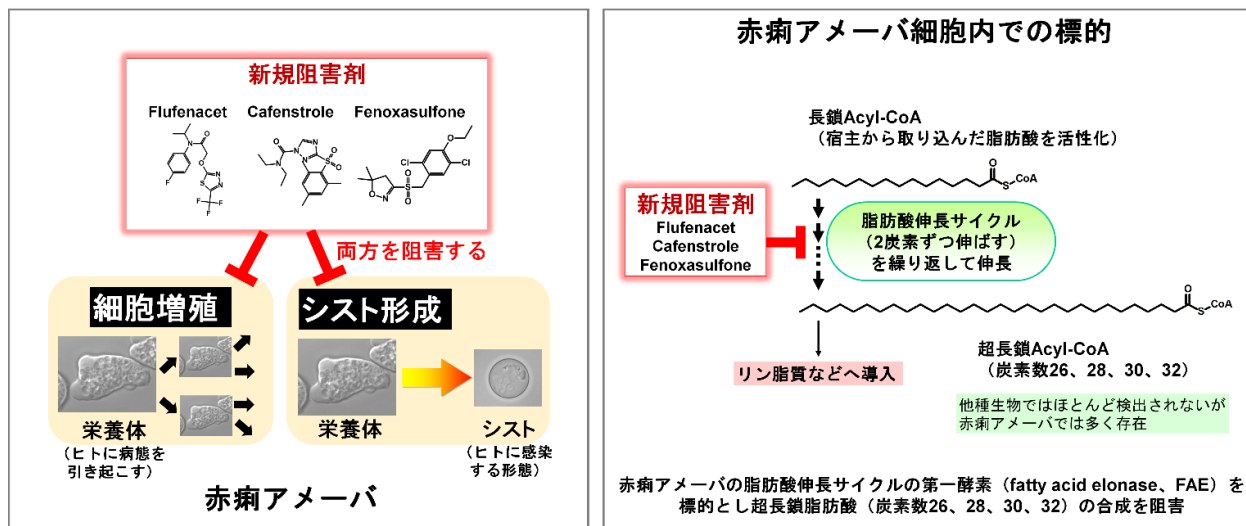 新規阻害剤
Flufenacet
Cafenstrole
Fenoxasulfone
N
O
F
O
S
N
N
F
F
F
O
N
N
N
N
S
O
O
O
Cl
Cl
O
N
S
O
O
両方を阻害する
細胞増殖
栄養体
（ヒトに病態を
引き起こす）
シスト形成
栄養体
シスト
（ヒトに感染
する形態）
赤痢アメーバ
赤痢アメーバ細胞内での標的
長鎖Acyl-CoA
（宿主から取り込んだ脂肪酸を活性化）
O
S
CoA
新規阻害剤
Flufenacet
Cafenstrole
Fenoxasulfone
脂肪酸伸長サイクル
（2炭素ずつ伸ばす）
を繰り返して伸長
O
S
CoA
超長鎖Acyl-CoA
（炭素数26、28、30、32）
リン脂質などへ導入
他種生物ではほとんど検出されないが
赤痢アメーバでは多く存在
赤痢アメーバの脂肪酸伸長サイクルの第一酵素（fatty acid elonase、FAE）を
標的とし超長鎖脂肪酸（炭素数26、28、30、32）の合成を阻害